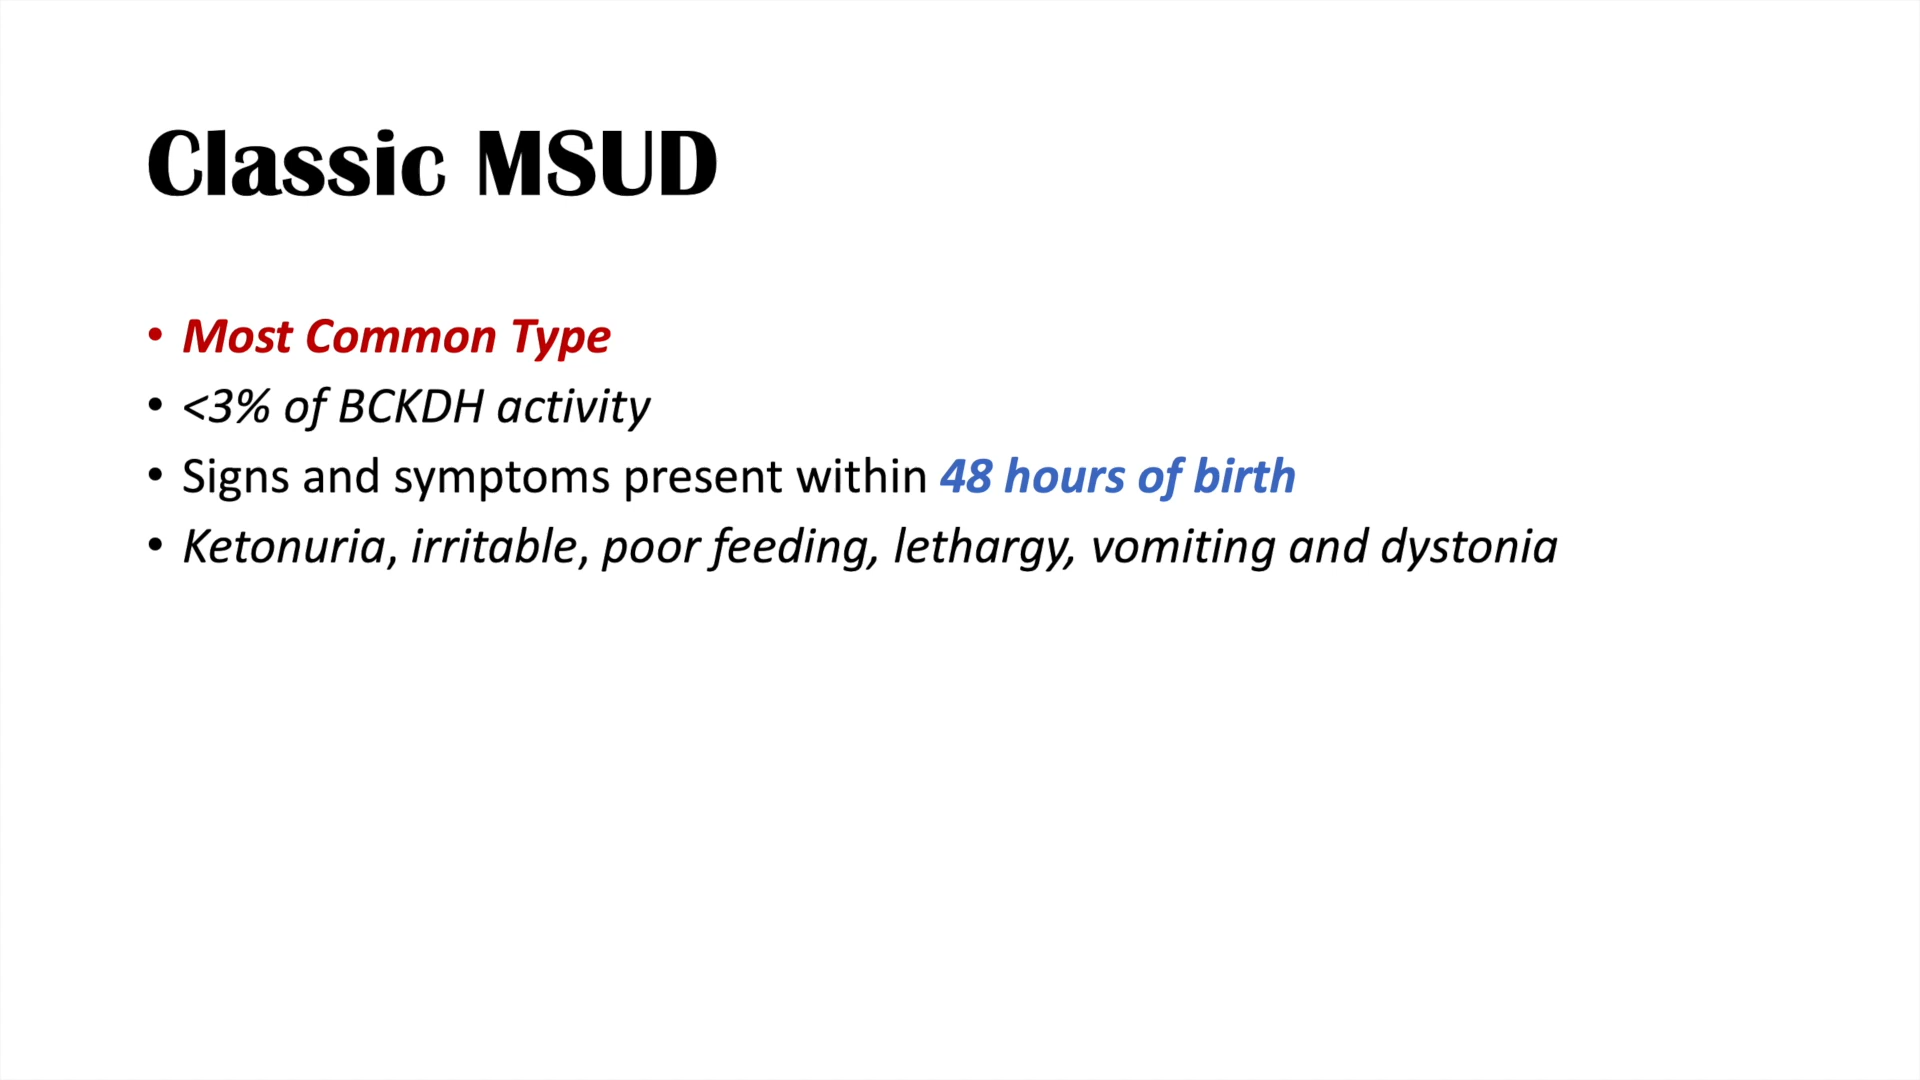 Classic MSUD
• Most Common Type
• <3% of BCKDH activity
• Signs and symptoms present within 48 hours of birth
• Ketonuria, irritable, poor feeding, lethargy, vomiting and dystonia